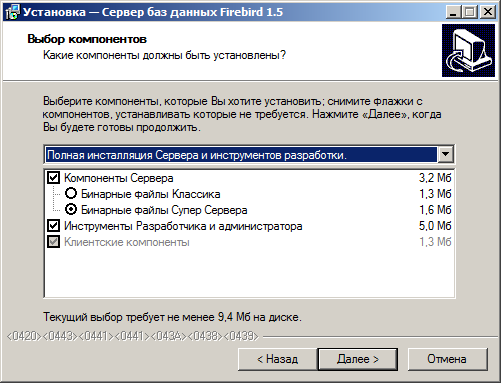 Установка — Сервер баз данных Firebird 1.5
Выбор компонентов
Какие компоненты должны быть установлены?
Выберите компоненты, которые Вы хотите установить; снимите флажки с
компонентов, устанавливать которые не требуется. Нажмите «Далее», когда
Вы будете готовы продолжить.
Полная инсталляция Сервера и инструментов разработки.
Компоненты Сервера 3,2 Мб
Бинарные файлы Классика 1,3 Мб
Бинарные файлы Супер Сервера 1,6 Мб
Инструменты Разработчика и администратора 5,0 Мб
Клиентские компоненты 1,3 Мб
Текущий выбор требует не менее 9,4 Мб на диске.
<0420><0443><0441><0441><043A><0438><0439>
< Назад Далее > Отмена